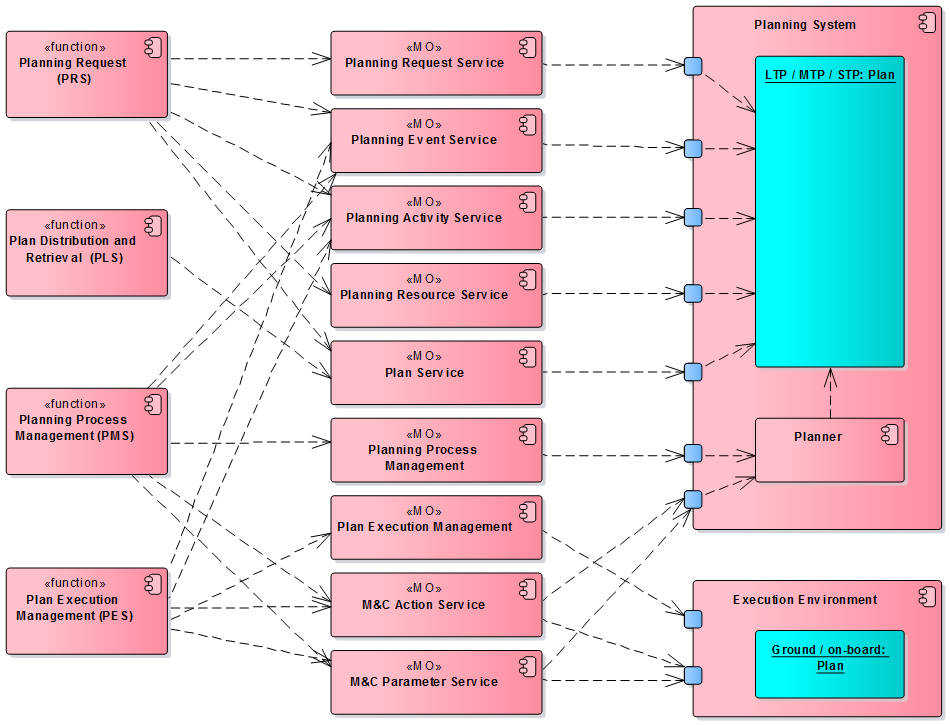 «function»
Planning Request
(PRS)
«function»
Plan Distribution and
Retrieval (PLS)
«function»
Planning Process
Management (PMS)
«function»
Plan Execution
Management (PES)
«MO»
Planning Request Service
«MO»
Planning Event Service
«MO»
Planning Activity Service
«MO»
Planning Resource Service
«MO»
Plan Service
«MO»
Planning Process
Management
«MO»
Plan Execution Management
«MO»
M&C Action Service
«MO»
M&C Parameter Service
Planning System
LTP / MTP / STP: Plan
Planner
Execution Environment
Ground / on-board:
Plan